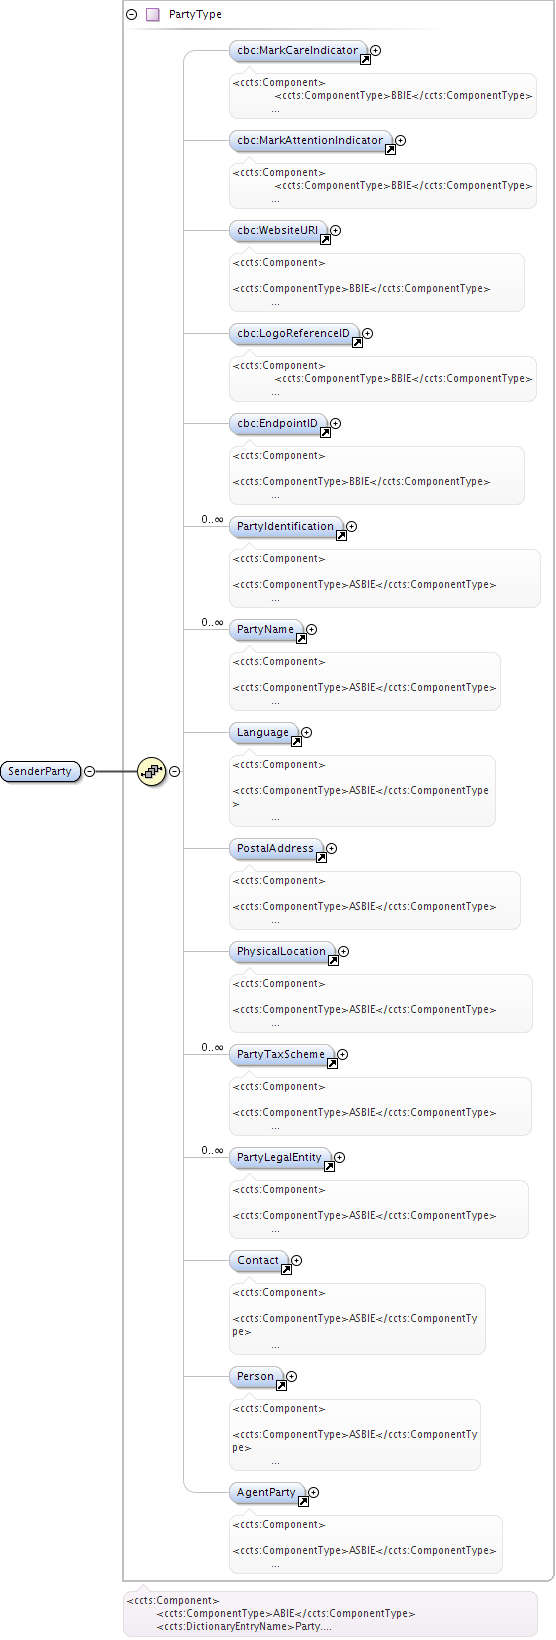 PartyType
cbc:MarkCareIndicator
<ccts:Component>
<ccts:ComponentType>BBIE</ccts:ComponentType>
...
cbc:MarkAttentionIndicator
<ccts:Component>
<ccts:ComponentType>BBIE</ccts:ComponentType>
...
cbc:WebsiteURI
<ccts:Component>
<ccts:ComponentType>BBIE</ccts:ComponentType>
...
cbc:LogoReferenceID
<ccts:Component>
<ccts:ComponentType>BBIE</ccts:ComponentType>
...
cbc:EndpointID
<ccts:Component>
<ccts:ComponentType>BBIE</ccts:ComponentType>
...
0..∞
PartyIdentification
<ccts:Component>
<ccts:ComponentType>ASBIE</ccts:ComponentType>
...
0..∞
PartyName
<ccts:Component>
<ccts:ComponentType>ASBIE</ccts:ComponentType>
...
Language
<ccts:Component>
<ccts:ComponentType>ASBIE</ccts:ComponentType
>
...
SenderParty
PostalAddress
<ccts:Component>
<ccts:ComponentType>ASBIE</ccts:ComponentType>
...
PhysicalLocation
<ccts:Component>
<ccts:ComponentType>ASBIE</ccts:ComponentType>
...
0..∞
PartyTaxScheme
<ccts:Component>
<ccts:ComponentType>ASBIE</ccts:ComponentType>
...
0..∞
PartyLegalEntity
<ccts:Component>
<ccts:ComponentType>ASBIE</ccts:ComponentType>
...
Contact
<ccts:Component>
<ccts:ComponentType>ASBIE</ccts:ComponentTy
pe>
...
Person
<ccts:Component>
<ccts:ComponentType>ASBIE</ccts:ComponentTy
pe>
...
AgentParty
<ccts:Component>
<ccts:ComponentType>ASBIE</ccts:ComponentType>
...
<ccts:Component>
<ccts:ComponentType>ABIE</ccts:ComponentType>
<ccts:DictionaryEntryName>Party....